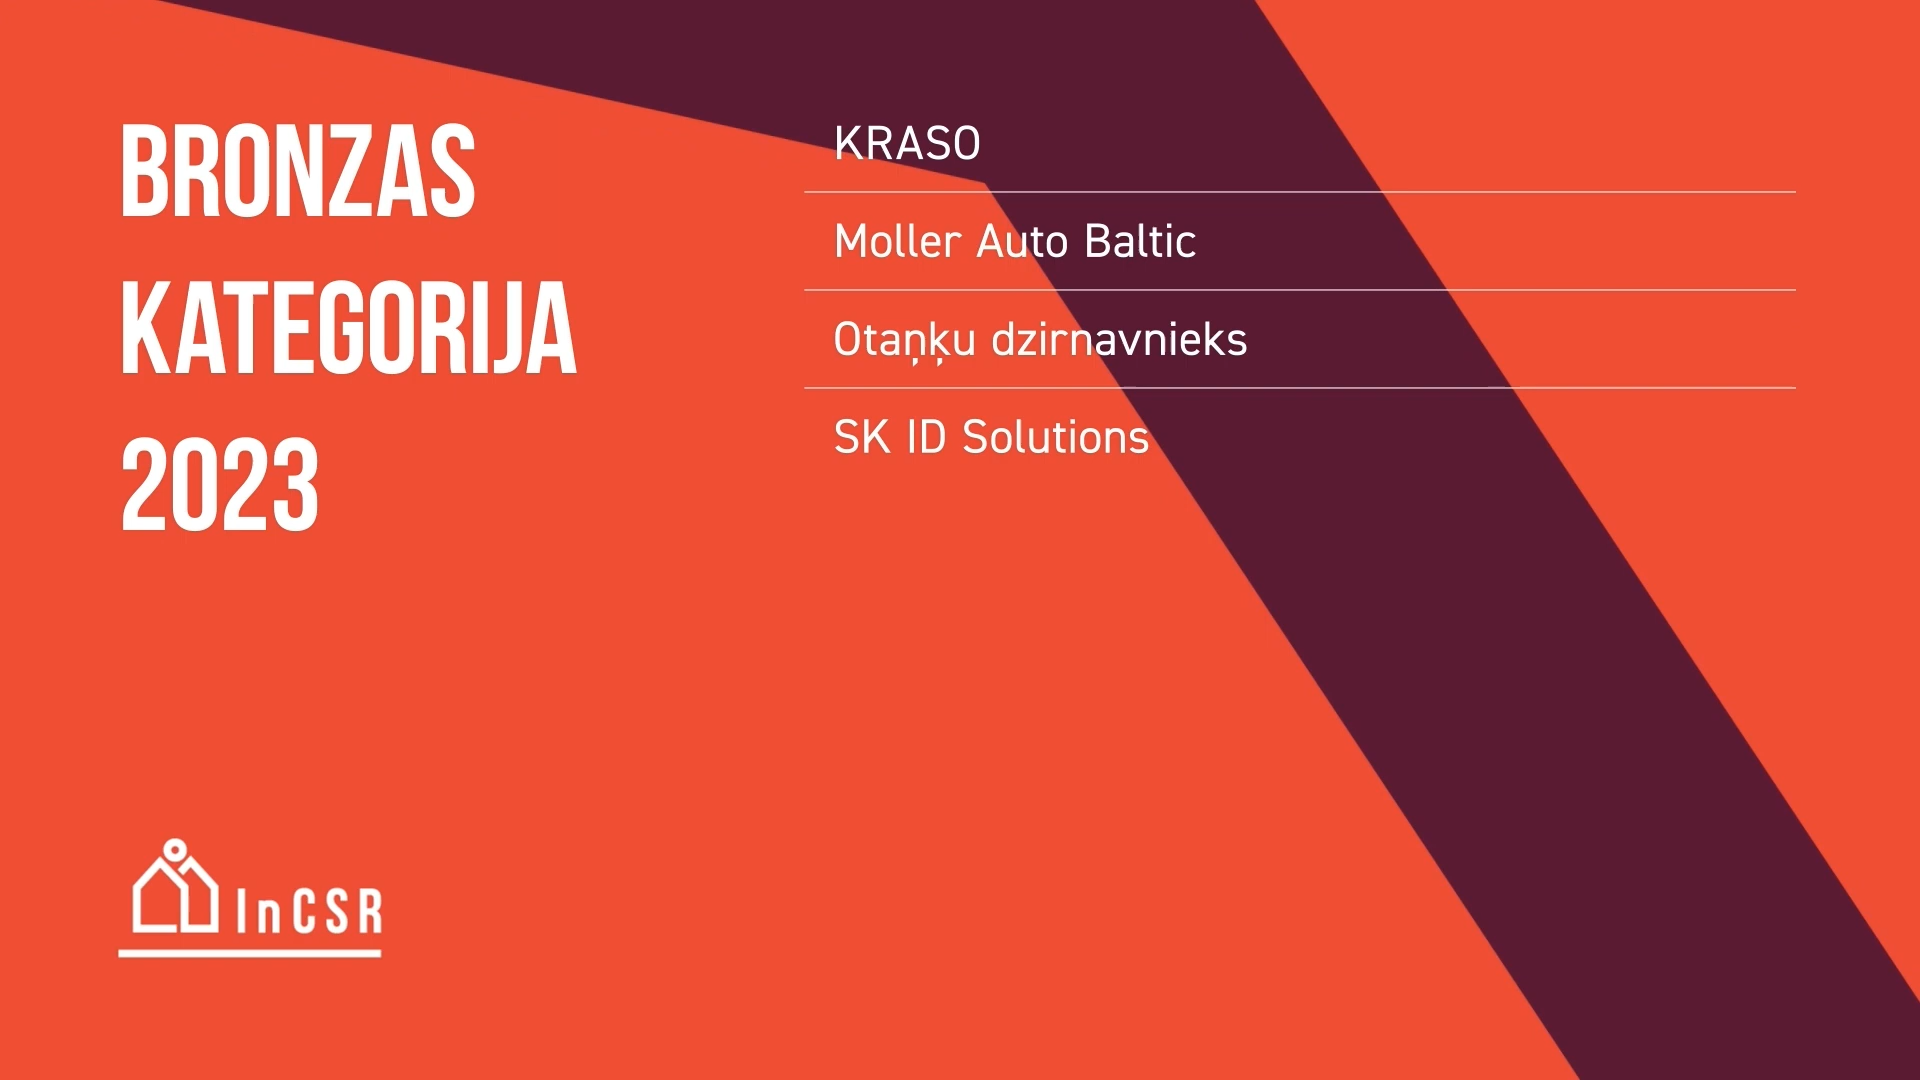 BRONZAS
KATEGORIJA
2023
KRASO
Moller Auto Baltic
Otaņķu dzirnavnieks
SK ID Solutions
InCSR